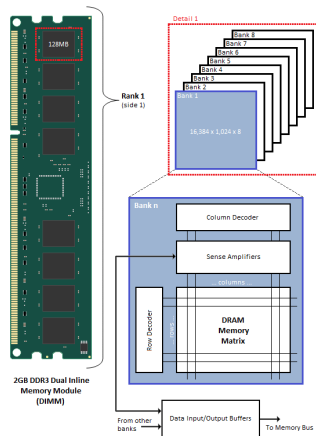 128MB
Rank 1
(side 1)
2GB DDR3 Dual Inline
Memory Module
(DIMM)
Detail 1
Bank 8
Bank 7
Bank 6
Bank 5
Bank 4
Bank 3
Bank 2
Bank 1
16,384 x 1,024 x 8
Bank n
Column Decoder
Sense Amplifiers
... columns ...
Row Decoder
...rows...
DRAM
Memory
Matrix
Data Input/Output Buffers
From other
banks
To Memory Bus